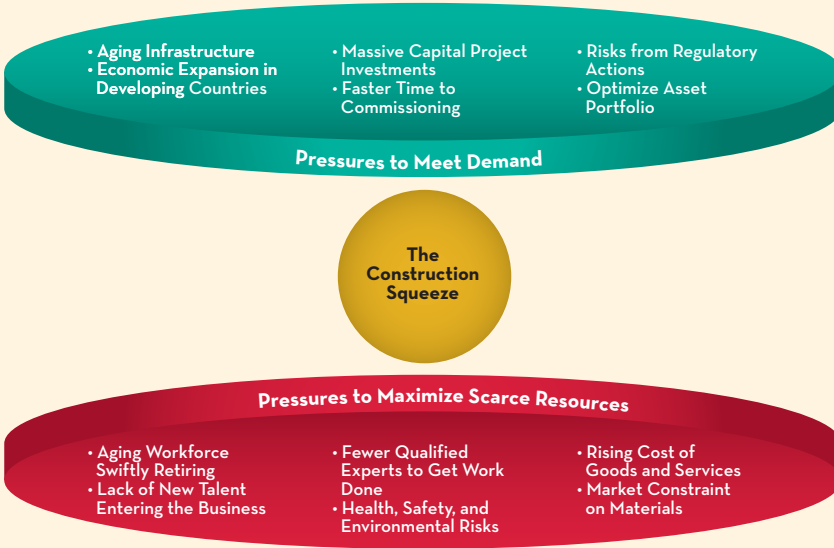 • Aging Infrastructure
• Economic Expansion in
Developing Countries
• Massive Capital Project
Investments
• Faster Time to
Commissioning
• Risks from Regulatory
Actions
• Optimize Asset
Portfolio
Pressures to Meet Demand
The
Construction
Squeeze
Pressures to Maximize Scarce Resources
• Aging Workforce
Swiftly Retiring
• Lack of New Talent
Entering the Business
• Fewer Qualified
Experts to Get Work
Done
• Health, Safety, and
Environmental Risks
• Rising Cost of
Goods and Services
• Market Constraint
on Materials